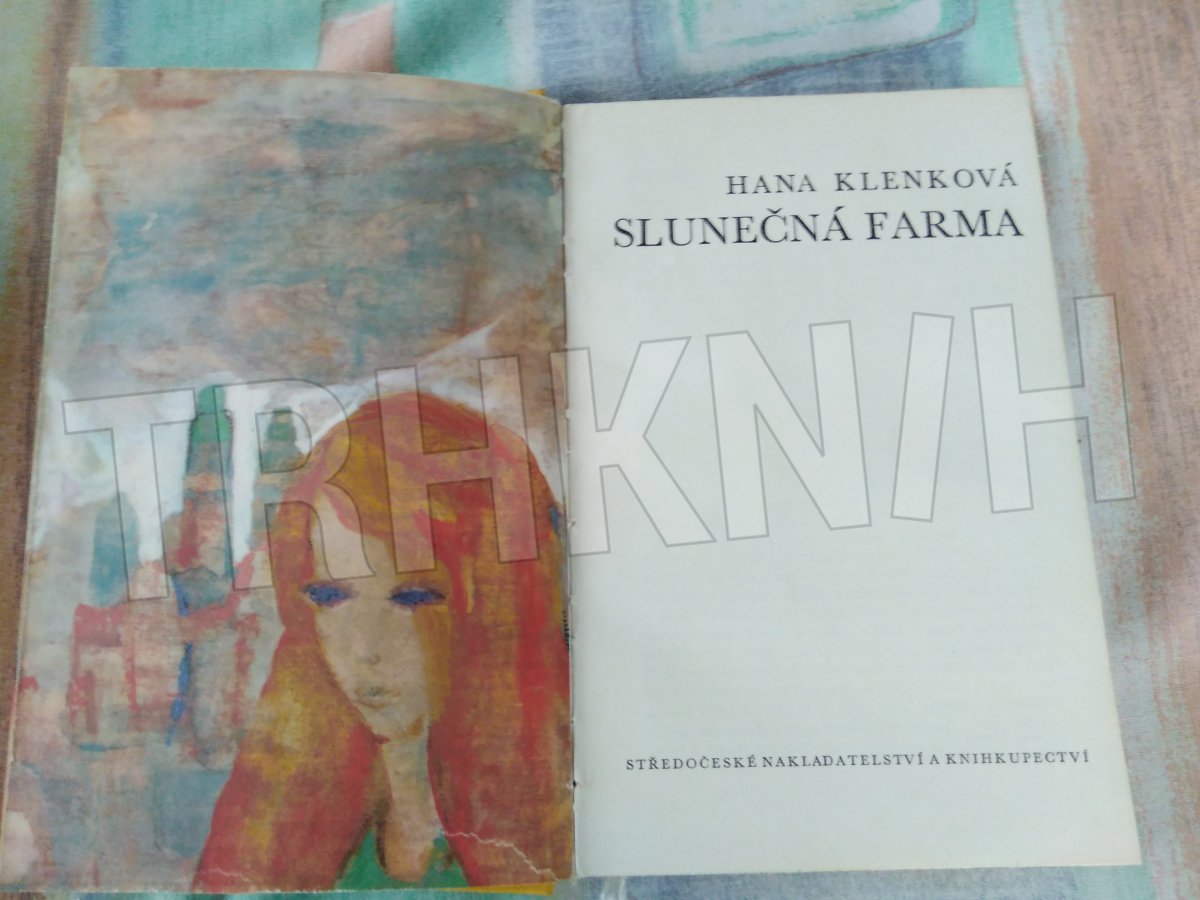 HANA KLENKOVÁ
SLUNEČNÁ FARMA
TRHKNIH
STŘEDOČESKÉ NAKLADATELSTVÍ A KNIHKUPECTVÍ